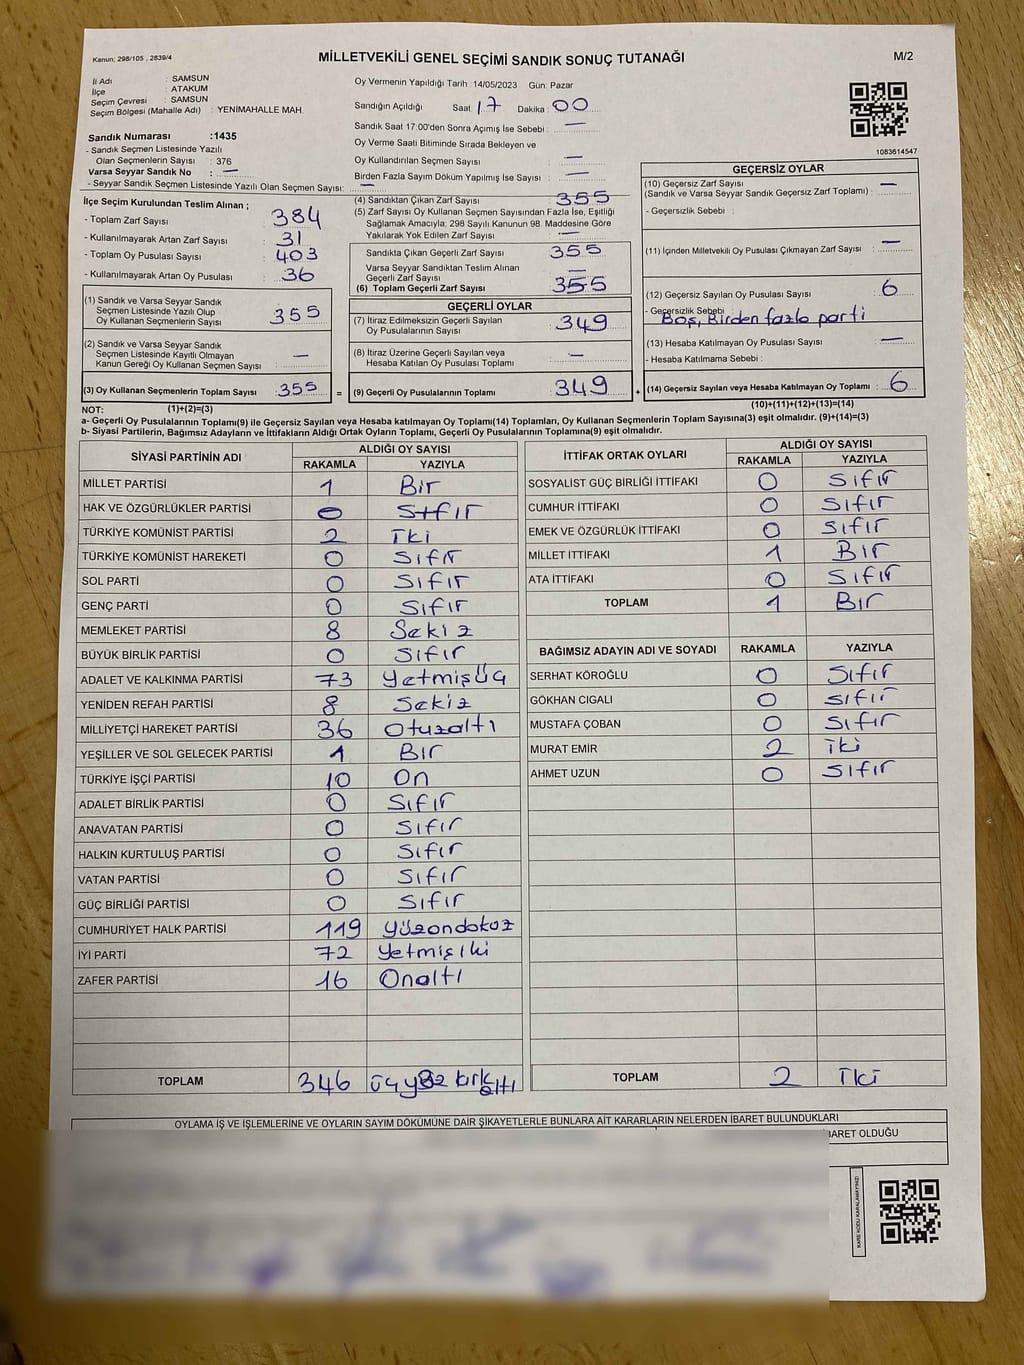 Kanun; 298/105 , 2839/4
MİLLETVEKİLİ GENEL SEÇİMİ SANDIK SONUÇ TUTANAĞI
M/2
İl Adı : SAMSUN
İlçe : ATAKUM
Seçim Çevresi : SAMSUN
Seçim Bölgesi (Mahalle Adı) : YENİMAHALLE MAH.
Sandık Numarası :1435
- Sandık Seçmen Listesinde Yazılı
Olan Seçmenlerin Sayısı : 376
Varsa Seyyar Sandık No : —
- Seyyar Sandık Seçmen Listesinde Yazılı Olan Seçmen Sayısı: —
Oy Vermenin Yapıldığı Tarih :14/05/2023 Gün: Pazar
Sandığın Açıldığı Saat 17 Dakika : 00
Sandık Saat 17:00'den Sonra Açımış İse Sebebi : —
Oy Verme Saati Bitiminde Sırada Bekleyen ve
Oy Kullandırılan Seçmen Sayısı : —
Birden Fazla Sayım Döküm Yapılmış İse Sayısı : —
1083614547
İlçe Seçim Kurulundan Teslim Alınan ;
- Toplam Zarf Sayısı : 384
- Kullanılmayarak Artan Zarf Sayısı : 31
- Toplam Oy Pusulası Sayısı : 403
- Kullanılmayarak Artan Oy Pusulası : 36
(1) Sandık ve Varsa Seyyar Sandık
Seçmen Listesinde Yazılı Olup
Oy Kullanan Seçmenlerin Sayısı : 355
(2) Sandık ve Varsa Seyyar Sandık
Seçmen Listesinde Kayıtlı Olmayan
Kanun Gereği Oy Kullanan Seçmen Sayısı : —
(3) Oy Kullanan Seçmenlerin Toplam Sayısı : 355 =
(4) Sandıktan Çıkan Zarf Sayısı : 355
(5) Zarf Sayısı Oy Kullanan Seçmen Sayısından Fazla İse, Eşitliği
Sağlamak Amacıyla; 298 Sayılı Kanunun 98. Maddesine Göre
Yakılarak Yok Edilen Zarf Sayısı : —
Sandıkta Çıkan Geçerli Zarf Sayısı : 355
Varsa Seyyar Sandıktan Teslim Alınan
Geçerli Zarf Sayısı : —
(6) Toplam Geçerli Zarf Sayısı : 355
GEÇERLİ OYLAR
(7) İtiraz Edilmeksizin Geçerli Sayılan
Oy Pusulalarının Sayısı : 349
(8) İtiraz Üzerine Geçerli Sayılan veya
Hesaba Katılan Oy Pusulası Toplamı : —
(9) Geçerli Oy Pusulalarının Toplamı : 349 +
GEÇERSİZ OYLAR
(10) Geçersiz Zarf Sayısı
(Sandık ve Varsa Seyyar Sandık Geçersiz Zarf Toplamı) : —
- Geçersizlik Sebebi :
(11) İçinden Milletvekili Oy Pusulası Çıkmayan Zarf Sayısı : —
(12) Geçersiz Sayılan Oy Pusulası Sayısı : 6
- Geçersizlik Sebebi : Boş, Birden fazla parti
(13) Hesaba Katılmayan Oy Pusulası Sayısı : —
- Hesaba Katılmama Sebebi :
(14) Geçersiz Sayılan veya Hesaba Katılmayan Oy Toplamı : 6
NOT: (1)+(2)=(3) (10)+(11)+(12)+(13)=(14)
a- Geçerli Oy Pusulalarının Toplamı(9) ile Geçersiz Sayılan veya Hesaba katılmayan Oy Toplamı(14) Toplamları, Oy Kullanan Seçmenlerin Toplam Sayısına(3) eşit olmalıdır. (9)+(14)=(3)
b- Siyasi Partilerin, Bağımsız Adayların ve İttifakların Aldığı Ortak Oyların Toplamı, Geçerli Oy Pusulalarının Toplamına(9) eşit olmalıdır.
SİYASİ PARTİNİN ADI ALDIĞI OY SAYISI
RAKAMLA YAZIYLA
MİLLET PARTİSİ 1 Bir
HAK VE ÖZGÜRLÜKLER PARTİSİ 0 Sıfır
TÜRKİYE KOMÜNİST PARTİSİ 2 İki
TÜRKİYE KOMÜNİST HAREKETİ 0 Sıfır
SOL PARTİ 0 Sıfır
GENÇ PARTİ 0 Sıfır
MEMLEKET PARTİSİ 8 Sekiz
BÜYÜK BİRLİK PARTİSİ 0 Sıfır
ADALET VE KALKINMA PARTİSİ 73 Yetmişüç
YENİDEN REFAH PARTİSİ 8 Sekiz
MİLLİYETÇİ HAREKET PARTİSİ 36 Otuzaltı
YEŞİLLER VE SOL GELECEK PARTİSİ 1 Bir
TÜRKİYE İŞÇİ PARTİSİ 10 On
ADALET BİRLİK PARTİSİ 0 Sıfır
ANAVATAN PARTİSİ 0 Sıfır
HALKIN KURTULUŞ PARTİSİ 0 Sıfır
VATAN PARTİSİ 0 Sıfır
GÜÇ BİRLİĞİ PARTİSİ 0 Sıfır
CUMHURİYET HALK PARTİSİ 119 Yüzondokuz
İYİ PARTİ 72 Yetmişiki
ZAFER PARTİSİ 16 Onaltı
TOPLAM 346 üçyüz kırk altı
İTTİFAK ORTAK OYLARI ALDIĞI OY SAYISI
RAKAMLA YAZIYLA
SOSYALİST GÜÇ BİRLİĞİ İTTİFAKI 0 Sıfır
CUMHUR İTTİFAKI 0 Sıfır
EMEK VE ÖZGÜRLÜK İTTİFAKI 0 Sıfır
MİLLET İTTİFAKI 1 Bir
ATA İTTİFAKI 0 Sıfır
TOPLAM 1 Bir
BAĞIMSIZ ADAYIN ADI VE SOYADI RAKAMLA YAZIYLA
SERHAT KÖROĞLU 0 Sıfır
GÖKHAN CIGALI 0 Sıfır
MUSTAFA ÇOBAN 0 Sıfır
MURAT EMİR 2 İki
AHMET UZUN 0 Sıfır
TOPLAM 2 İki
OYLAMA İŞ VE İŞLEMLERİNE VE OYLARIN SAYIM DÖKÜMÜNE DAİR ŞİKAYETLERLE BUNLARA AİT KARARLARIN NELERDEN İBARET BULUNDUKLARI
İBARET OLDUĞU
KARE KODU KARALAMAYINIZ!